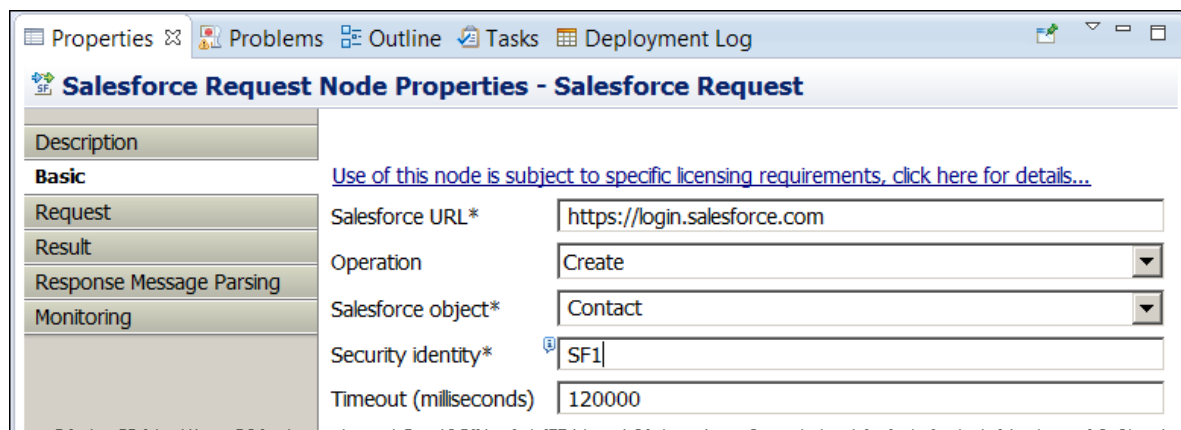 Properties Problems Outline Tasks Deployment Log
Salesforce Request Node Properties - Salesforce Request
Description
Basic
Request
Result
Response Message Parsing
Monitoring
Use of this node is subject to specific licensing requirements, click here for details...
Salesforce URL* https://login.salesforce.com
Operation Create
Salesforce object* Contact
Security identity* SF1
Timeout (milliseconds) 120000